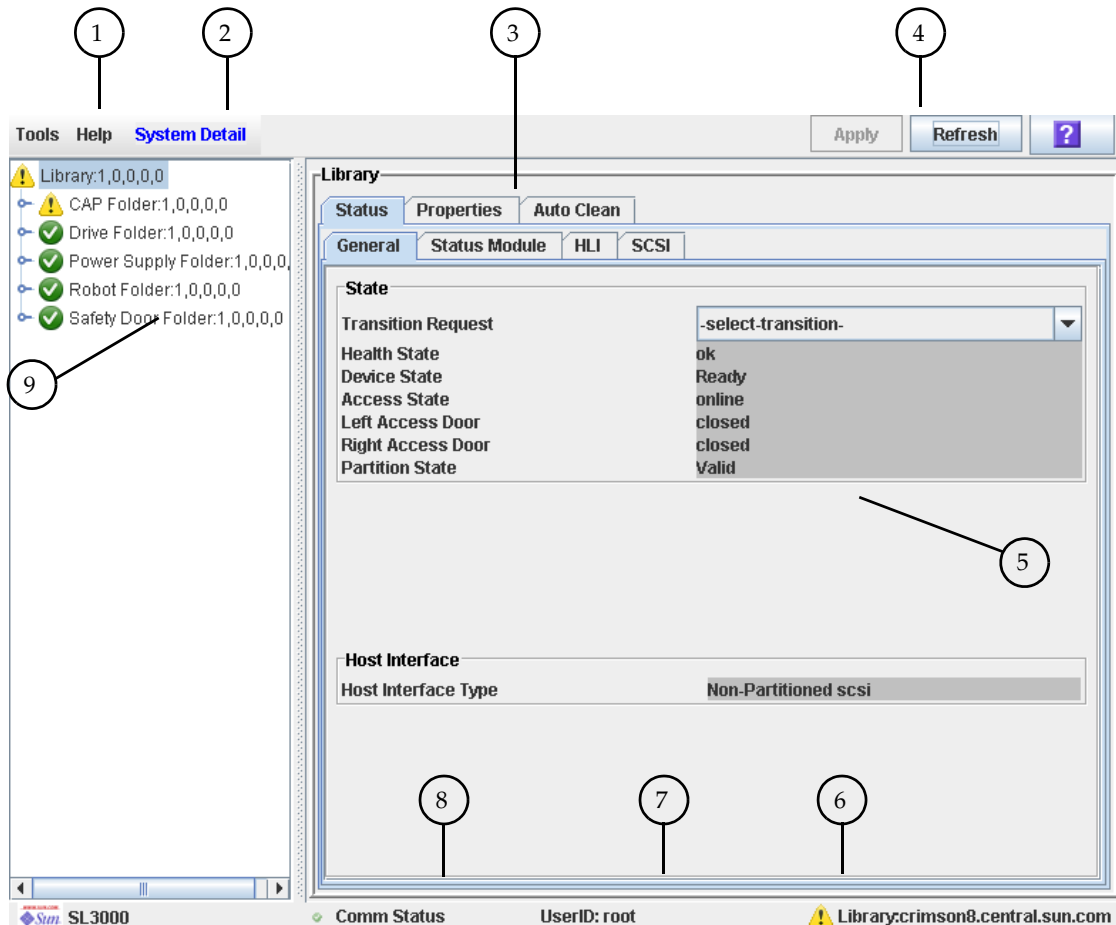 1 2 3 4
Tools Help System Detail Apply Refresh ?
Library:1,0,0,0,0
CAP Folder:1,0,0,0,0
Drive Folder:1,0,0,0,0
Power Supply Folder:1,0,0,0,
Robot Folder:1,0,0,0,0
Safety Door Folder:1,0,0,0,0
9
Library
Status Properties Auto Clean
General Status Module HLI SCSI
State
Transition Request -select-transition-
Health State ok
Device State Ready
Access State online
Left Access Door closed
Right Access Door closed
Partition State Valid
5
Host Interface
Host Interface Type Non-Partitioned scsi
8 7 6
Sun SL3000 Comm Status UserID: root Library:crimson8.central.sun.com